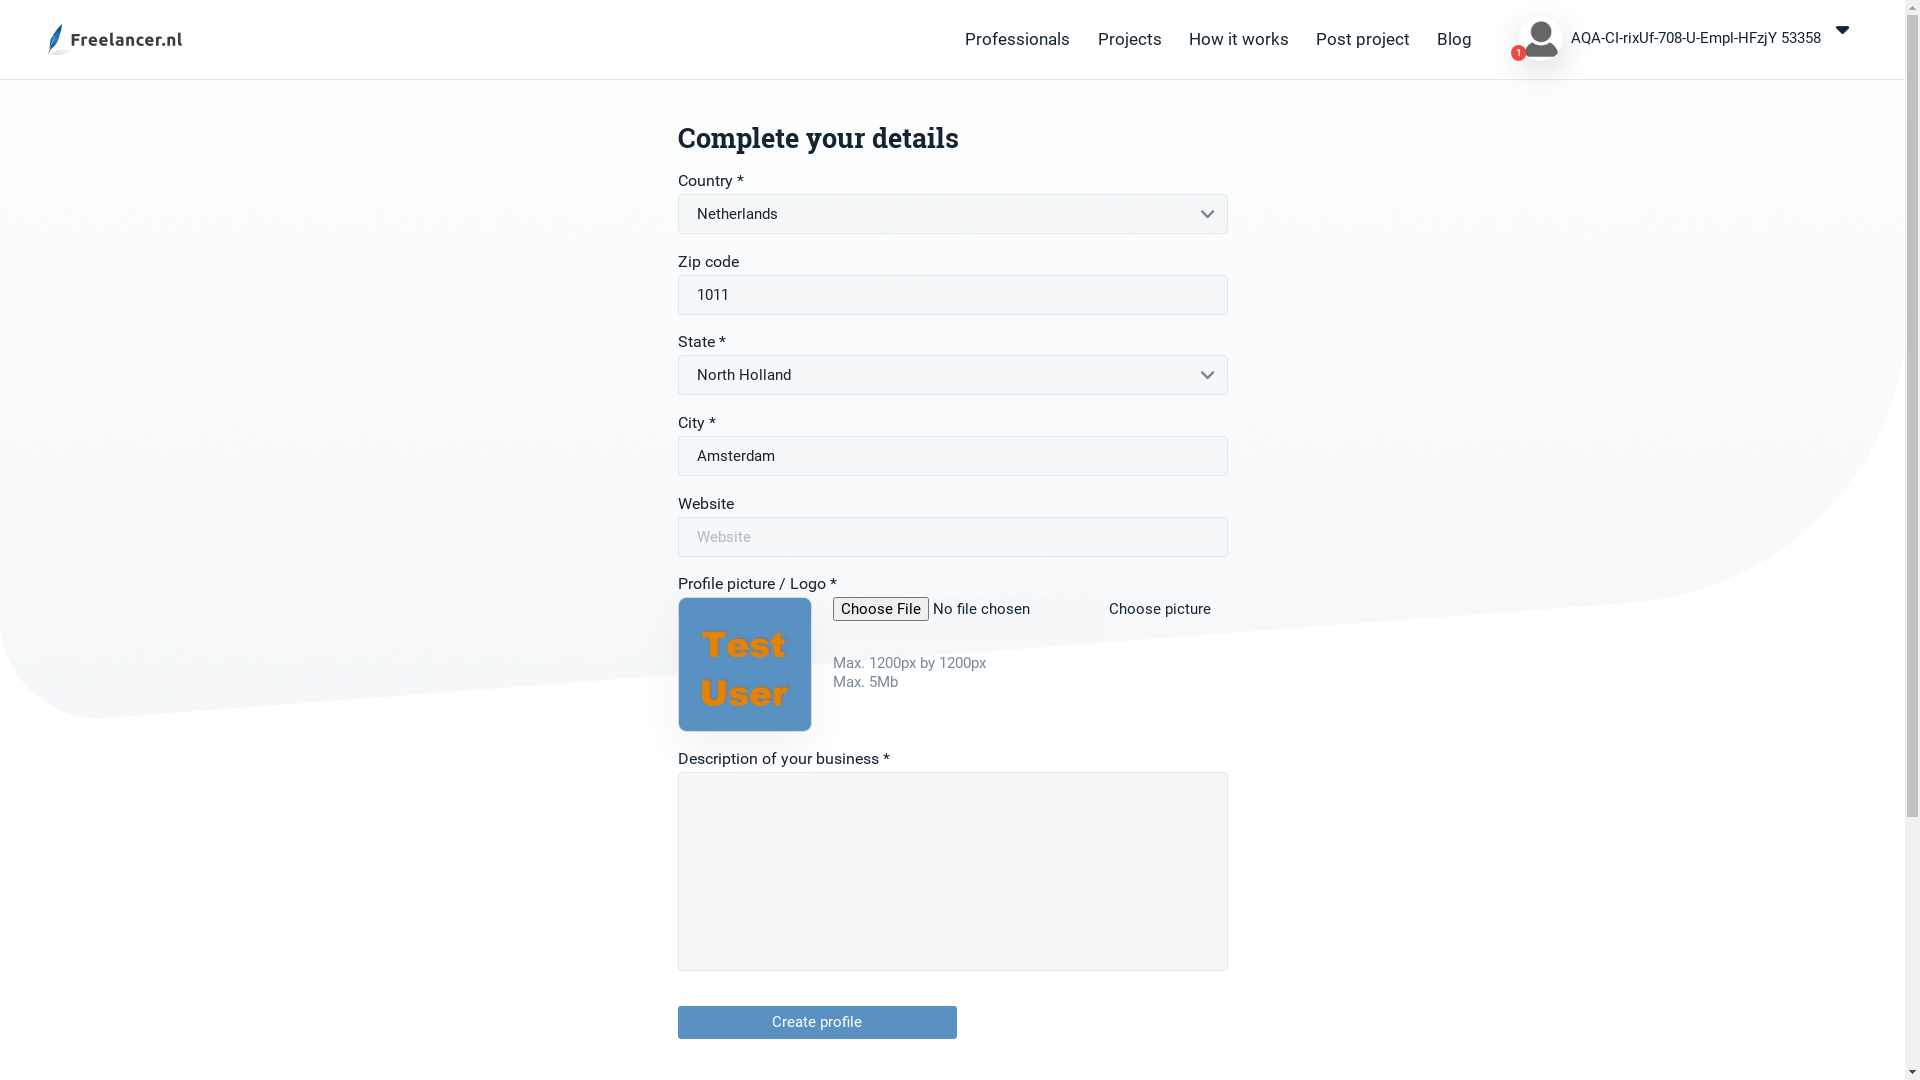 Freelancer.nl
Professionals Projects How it works Post project Blog
1
AQA-CI-rixUf-708-U-Empl-HFzjY 53358
Complete your details
Country *
Netherlands
Zip code
1011
State *
North Holland
City *
Amsterdam
Website
Website
Profile picture / Logo *
Test
User
Choose File No file chosen Choose picture
Max. 1200px by 1200px
Max. 5Mb
Description of your business *
Create profile